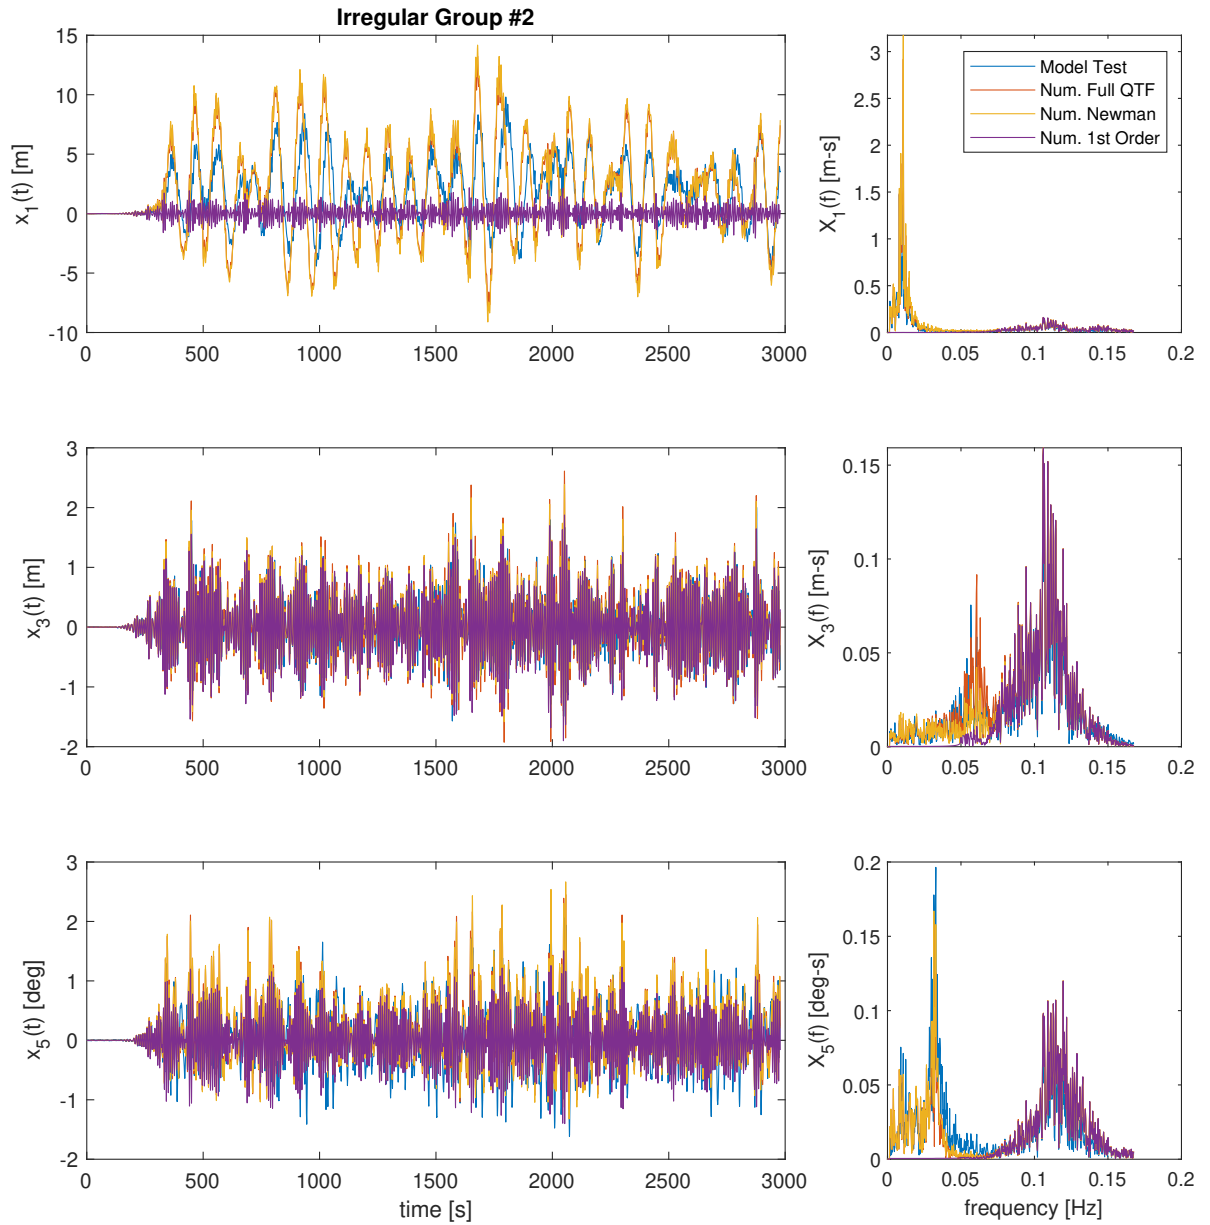 Irregular Group #2
x1(t) [m]
15
10
5
0
-5
-10
0 500 1000 1500 2000 2500 3000
X1(f) [m-s]
3
2.5
2
1.5
1
0.5
0
0 0.05 0.1 0.15 0.2
Model Test
Num. Full QTF
Num. Newman
Num. 1st Order
x3(t) [m]
3
2
1
0
-1
-2
0 500 1000 1500 2000 2500 3000
X3(f) [m-s]
0.15
0.1
0.05
0
0 0.05 0.1 0.15 0.2
x5(t) [deg]
3
2
1
0
-1
-2
0 500 1000 1500 2000 2500 3000
time [s]
X5(f) [deg-s]
0.2
0.15
0.1
0.05
0
0 0.05 0.1 0.15 0.2
frequency [Hz]